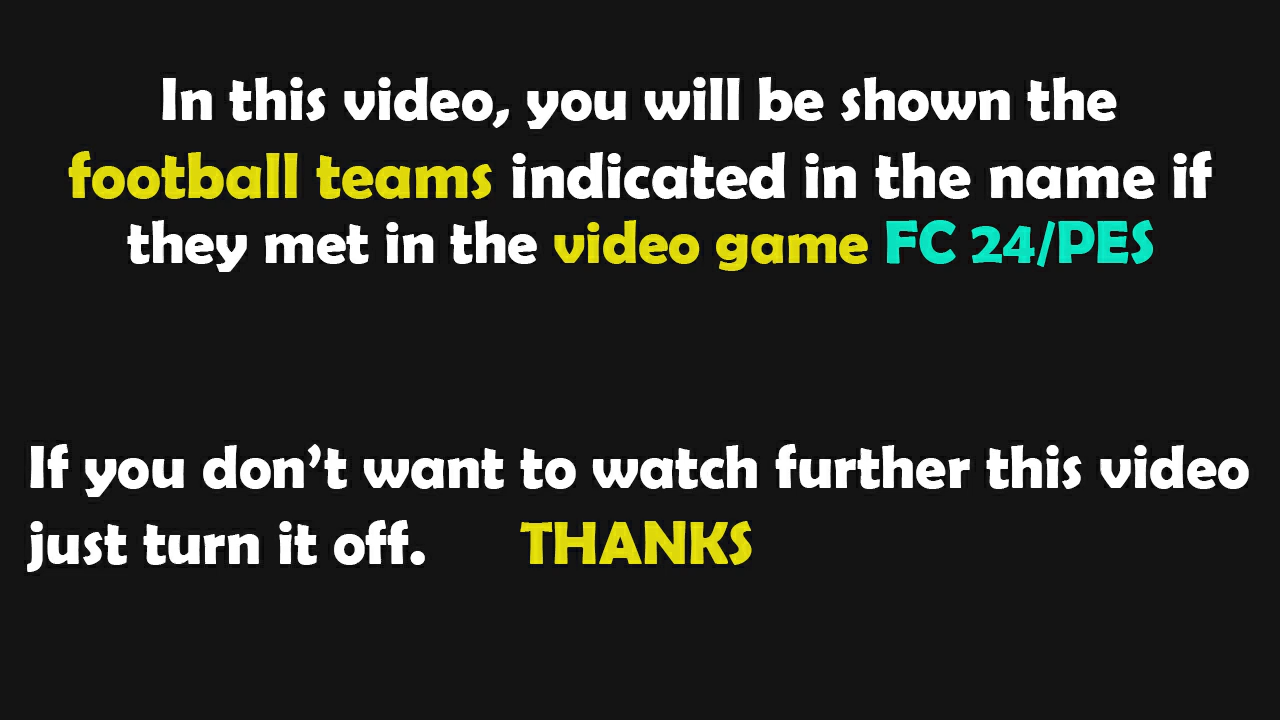 In this video, you will be shown the
football teams indicated in the name if
they met in the video game FC 24/PES
If you don’t want to watch further this video
just turn it off. THANKS